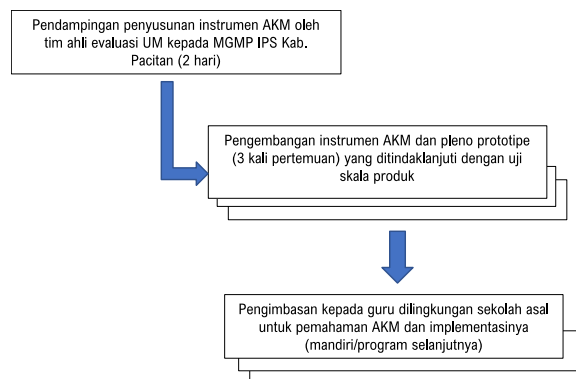 Pendampingan penyusunan instrumen AKM oleh
tim ahli evaluasi UM kepada MGMP IPS Kab.
Pacitan (2 hari)
Pengembangan instrumen AKM dan pleno prototipe
(3 kali pertemuan) yang ditindaklanjuti dengan uji
skala produk
Pengimbasan kepada guru dilingkungan sekolah asal
untuk pemahaman AKM dan implementasinya
(mandiri/program selanjutnya)